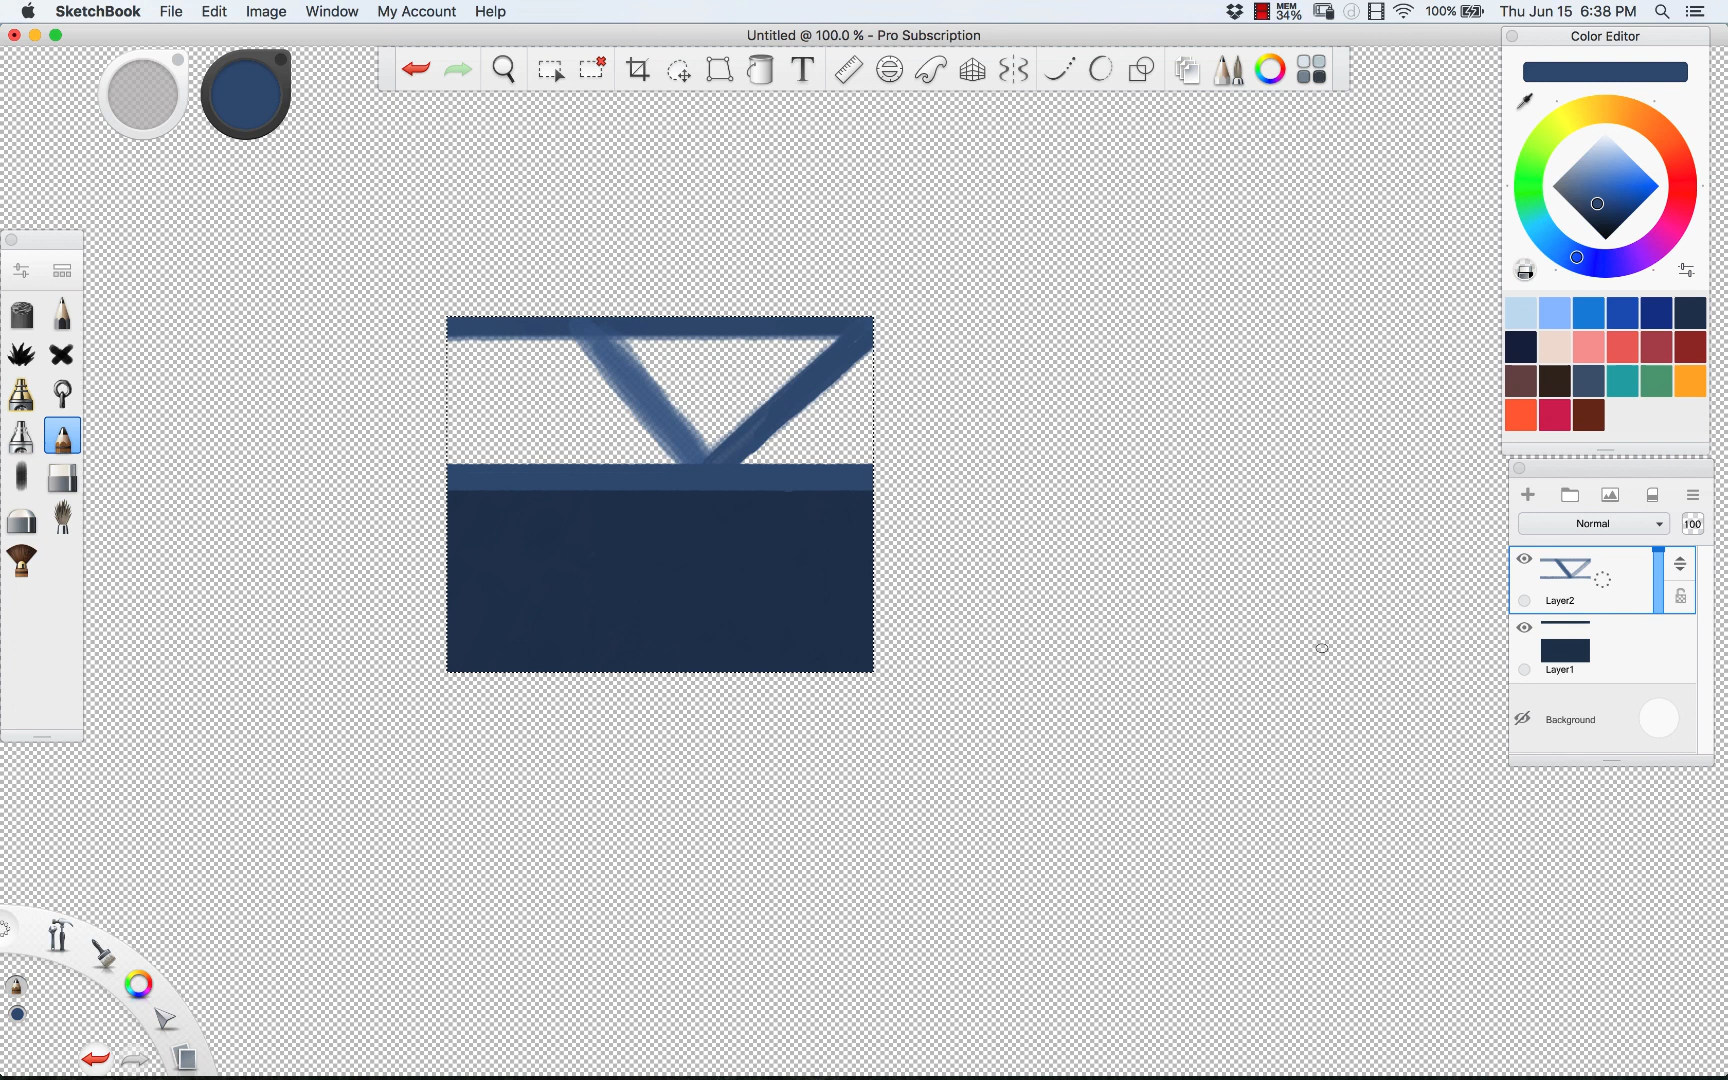 SketchBook File Edit Image Window My Account Help MEM 34% 100% Thu Jun 15 6:38 PM
Untitled @ 100.0 % - Pro Subscription
Color Editor
T
Normal 100
Layer2
Layer1
Background